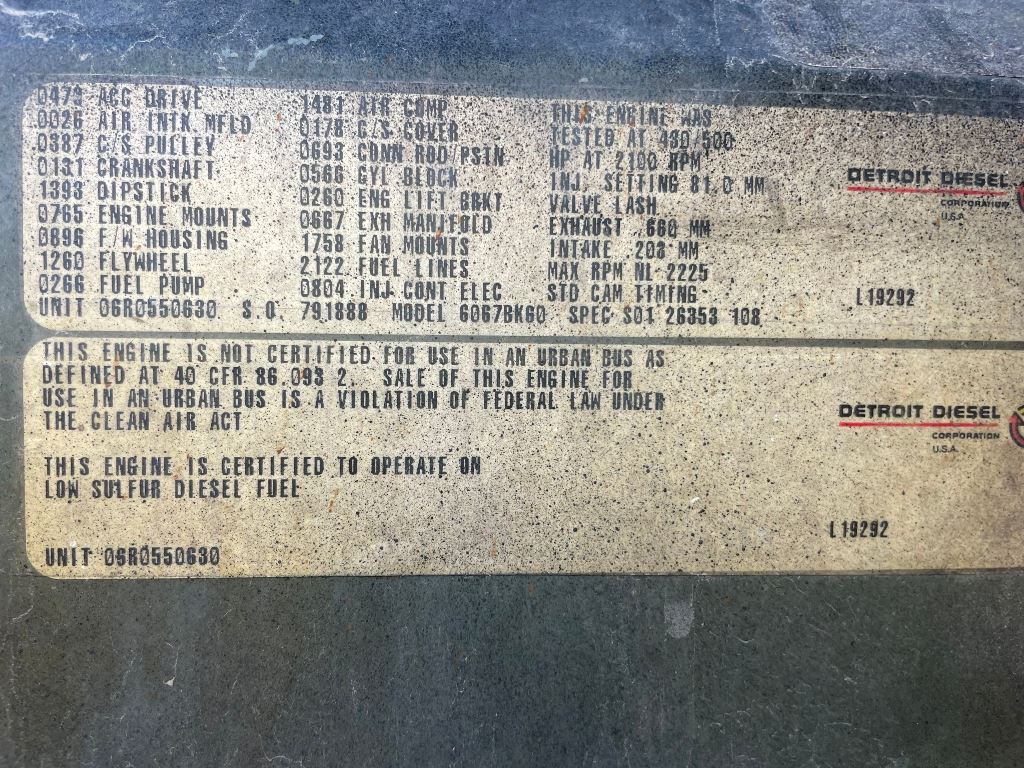 0473 ACC DRIVE 1481 AIR COMP THIS ENGINE WAS
0026 AIR INTK MFLD 0178 C/S COVER TESTED AT 430/500
0387 C/S PULLEY 0693 CONN ROD/PSTN HP AT 2100 RPM
0131 CRANKSHAFT 0566 CYL BLOCK INJ. SETTING 81.0 MM
1393 DIPSTICK 0260 ENG LIFT BRKT VALVE LASH
0765 ENGINE MOUNTS 0667 EXH MANIFOLD EXHAUST .660 MM
0896 F/W HOUSING 1758 FAN MOUNTS INTAKE .203 MM
1260 FLYWHEEL 2122 FUEL LINES MAX RPM NL 2225
0266 FUEL PUMP 0804 INJ CONT ELEC STD CAM TIMING
UNIT 06R0550630 S.O. 791888 MODEL 6067BK60 SPEC S01 26353 108
DETROIT DIESEL
CORPORATION
U.S.A.
L19292
THIS ENGINE IS NOT CERTIFIED FOR USE IN AN URBAN BUS AS
DEFINED AT 40 CFR 86.093 2. SALE OF THIS ENGINE FOR
USE IN AN URBAN BUS IS A VIOLATION OF FEDERAL LAW UNDER
THE CLEAN AIR ACT
THIS ENGINE IS CERTIFIED TO OPERATE ON
LOW SULFUR DIESEL FUEL
UNIT 06R0550630
DETROIT DIESEL
CORPORATION
U.S.A.
L19292